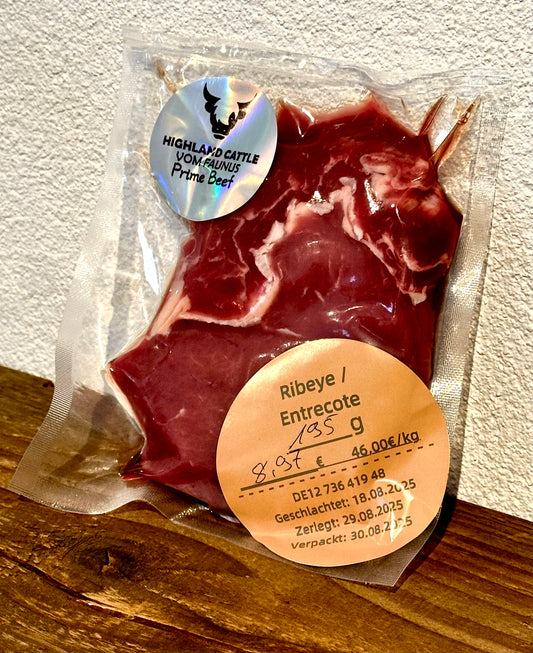 HIGHLAND CATTLE
VOM FAUNUS
Prime Beef
Ribeye /
Entrecote
195 g
8,97 € 46,00€/kg
DE12 736 419 48
Geschlachtet: 18.08.2025
Zerlegt: 29.08.2025
Verpackt: 30.08.2025